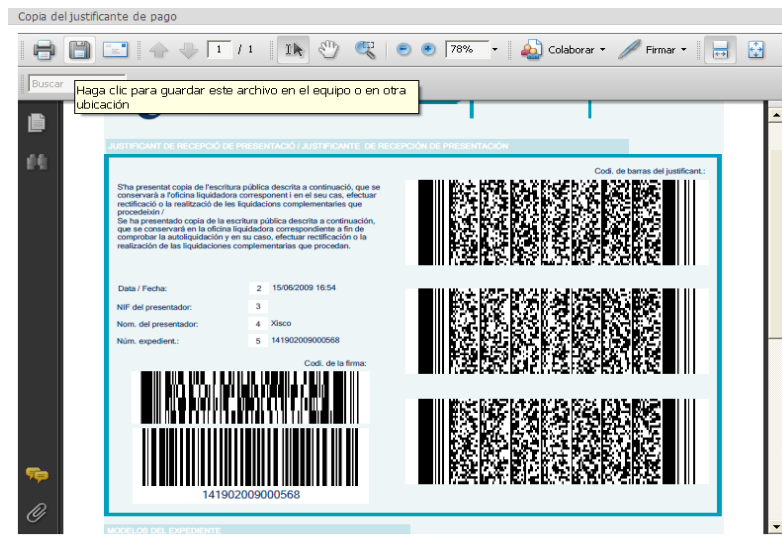 Copia del justificante de pago
1 / 1
78%
Colaborar
Firmar
Buscar
Haga clic para guardar este archivo en el equipo o en otra
ubicación
JUSTIFICANT DE RECEPCIÓ DE PRESENTACIÓ / JUSTIFICANTE DE RECEPCIÓN DE PRESENTACIÓN
Codi. de barras del justificant.:
S'ha presentat copia de l'escritura pública descrita a continuació, que se
conservarà a l'oficina liquidadora corresponent i en el seu cas, efectuar
rectificació o la realització de les liquidacions complementaries que
procedeixin /
Se ha presentado copia de la escritura pública descrita a continuación,
que se conservará en la oficina liquidadora correspondiente a fin de
comprobar la autoliquidación y en su caso, efectuar rectificación o la
realización de las liquidaciones complementarias que procedan.
Data / Fecha: 2 15/06/2009 16:54
NIF del presentador: 3
Nom. del presentador: 4 Xisco
Núm. expedient.: 5 141902009000568
Codi. de la firma:
141902009000568
MODELOS DEL EXPEDIENTE